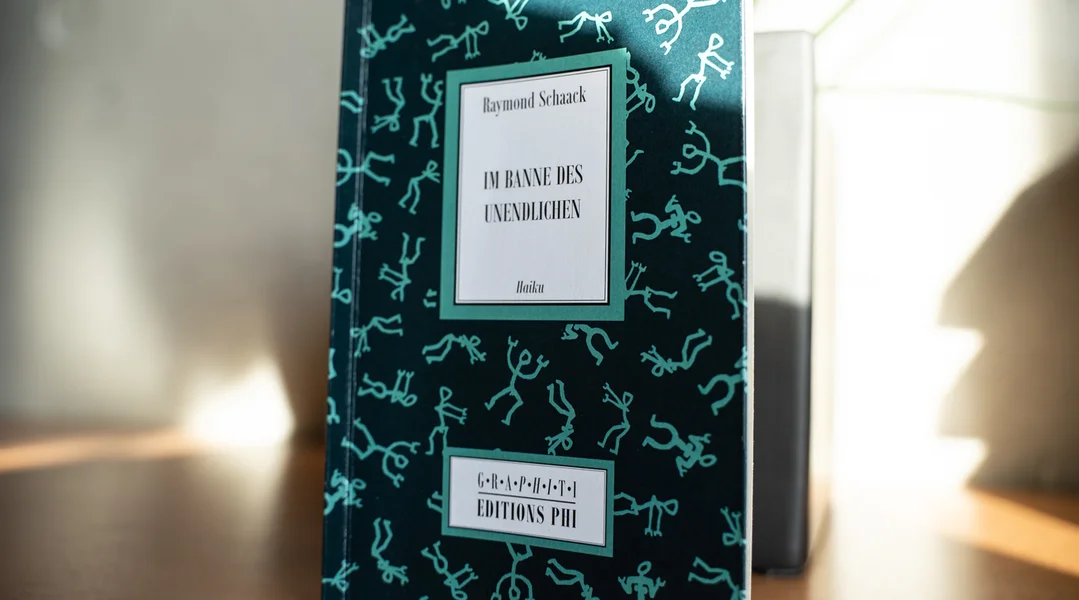 Raymond Schaack
IM BANNE DES
UNENDLICHEN
Haiku
G•R•A•P•H•I•T•I
EDITIONS PHI